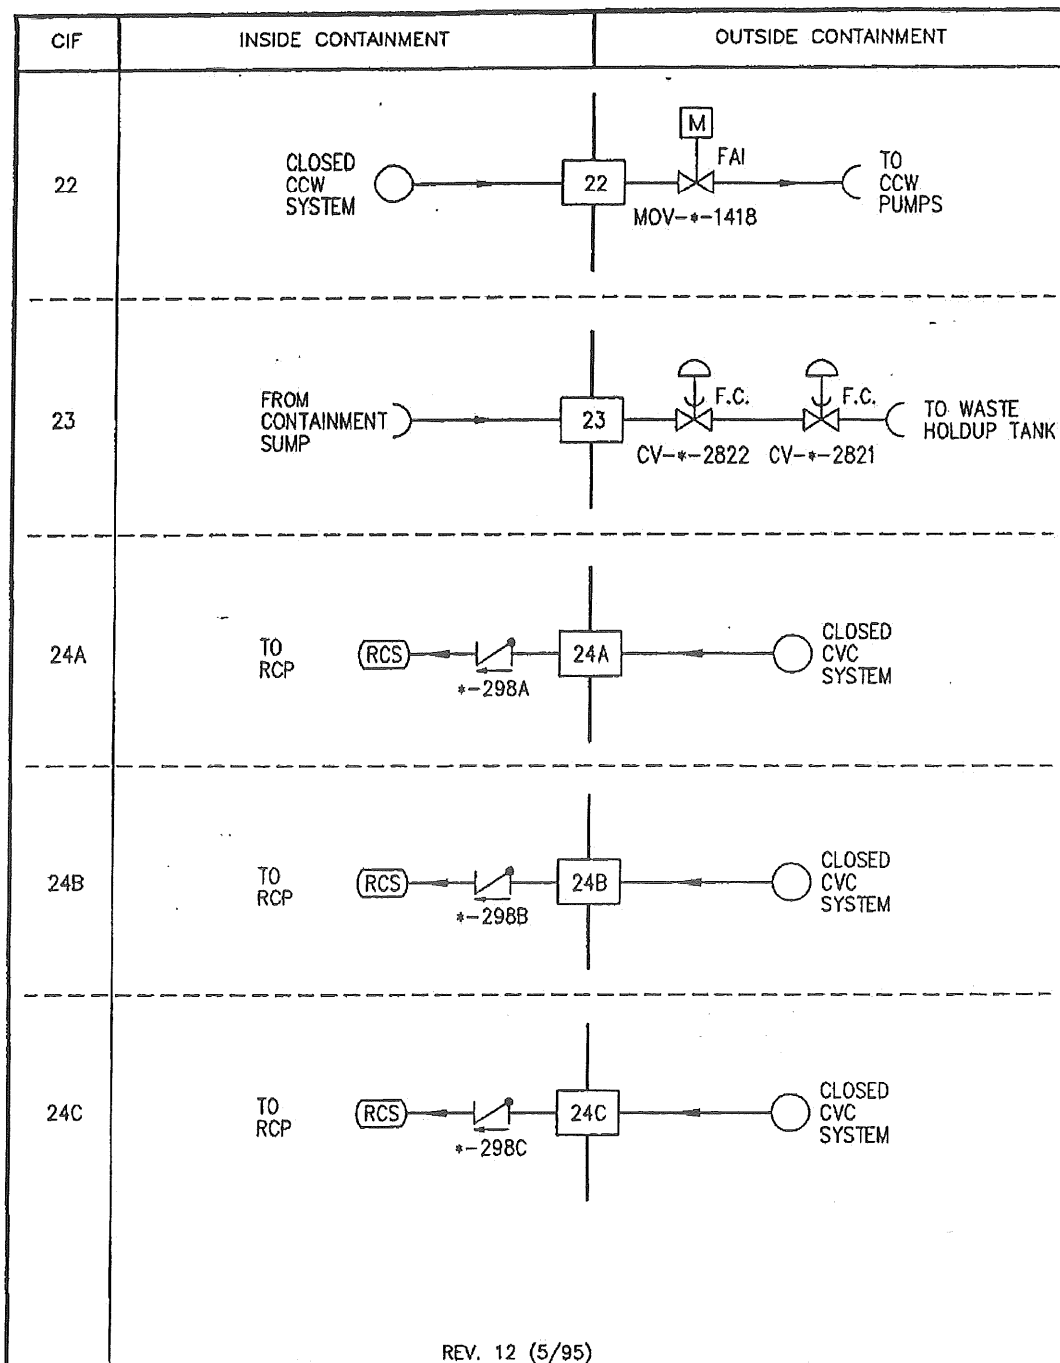 CIF
INSIDE CONTAINMENT
OUTSIDE CONTAINMENT
22
CLOSED
CCW
SYSTEM
22
M
FAI
MOV-*-1418
TO
CCW
PUMPS
23
FROM
CONTAINMENT
SUMP
23
F.C.
F.C.
CV-*-2822
CV-*-2821
TO WASTE
HOLDUP TANK
24A
TO
RCP
RCS
*-298A
24A
CLOSED
CVC
SYSTEM
24B
TO
RCP
RCS
*-298B
24B
CLOSED
CVC
SYSTEM
24C
TO
RCP
RCS
*-298C
24C
CLOSED
CVC
SYSTEM
REV. 12 (5/95)